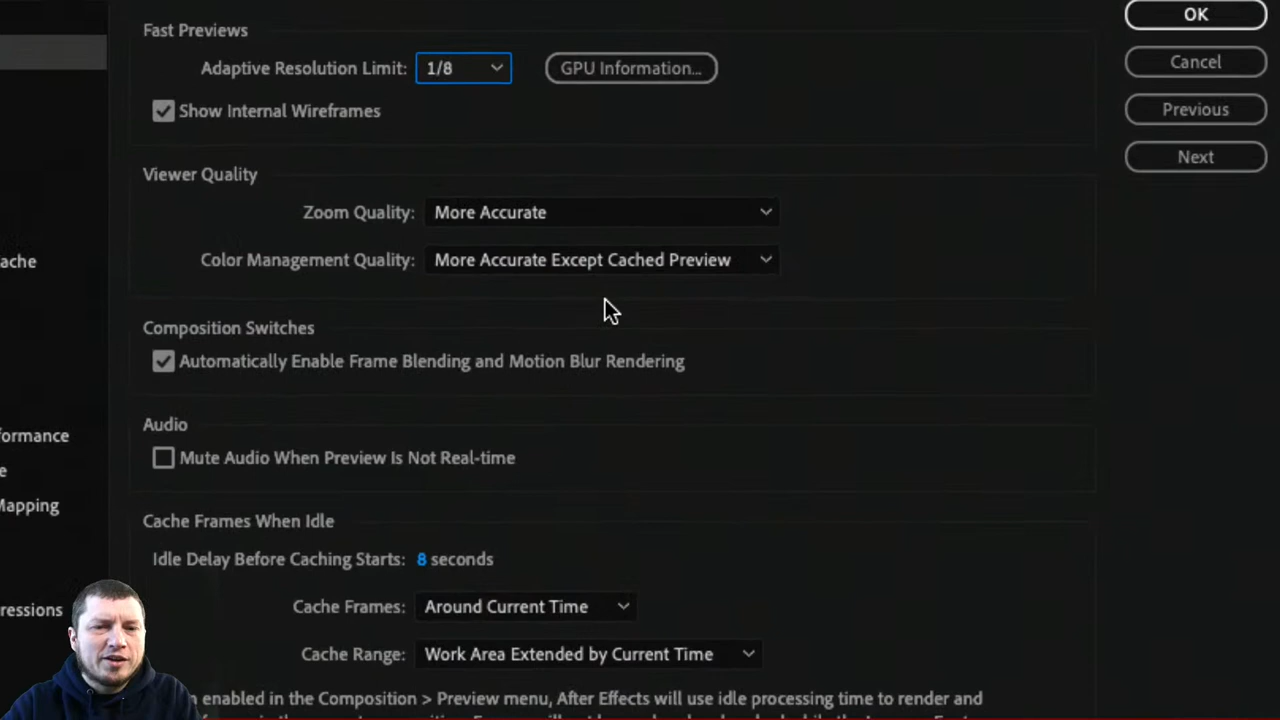 Fast Previews
Adaptive Resolution Limit: 1/8 GPU Information...
Show Internal Wireframes
Viewer Quality
Zoom Quality: More Accurate
Color Management Quality: More Accurate Except Cached Preview
Composition Switches
Automatically Enable Frame Blending and Motion Blur Rendering
Audio
Mute Audio When Preview Is Not Real-time
Cache Frames When Idle
Idle Delay Before Caching Starts: 8 seconds
Cache Frames: Around Current Time
Cache Range: Work Area Extended by Current Time
n enabled in the Composition > Preview menu, After Effects will use idle processing time to render and
OK
Cancel
Previous
Next
ache
formance
e
Mapping
ressions